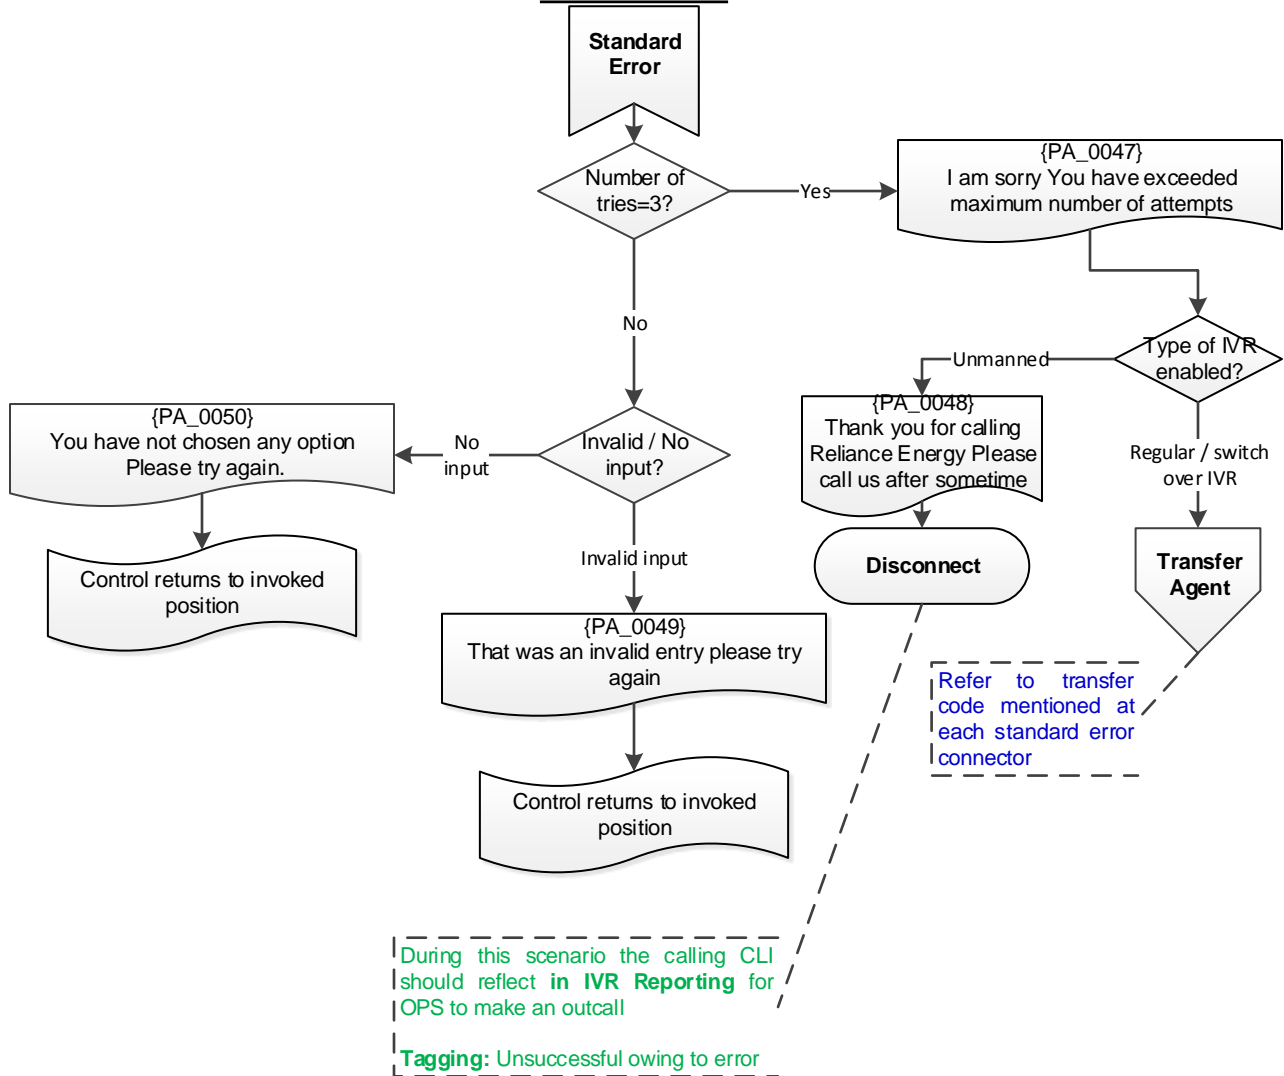 Standard
Error
Number of
tries=3?
Yes
{PA_0047}
I am sorry You have exceeded
maximum number of attempts
No
Type of IVR
enabled?
Unmanned
{PA_0048}
Thank you for calling
Reliance Energy Please
call us after sometime
Regular / switch
over IVR
{PA_0050}
You have not chosen any option
Please try again.
No
input
Invalid / No
input?
Control returns to invoked
position
Invalid input
Disconnect
Transfer
Agent
{PA_0049}
That was an invalid entry please try
again
Refer to transfer
code mentioned at
each standard error
connector
Control returns to invoked
position
During this scenario the calling CLI
should reflect in IVR Reporting for
OPS to make an outcall
Tagging: Unsuccessful owing to error